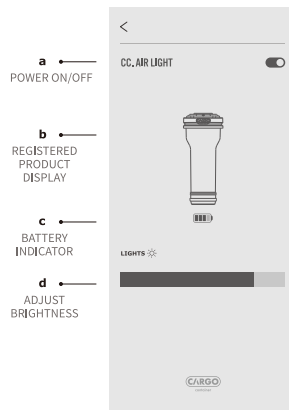 <
CC. AIR LIGHT
a
POWER ON/OFF
b
REGISTERED
PRODUCT
DISPLAY
c
BATTERY
INDICATOR
LIGHTS
d
ADJUST
BRIGHTNESS
CARGO